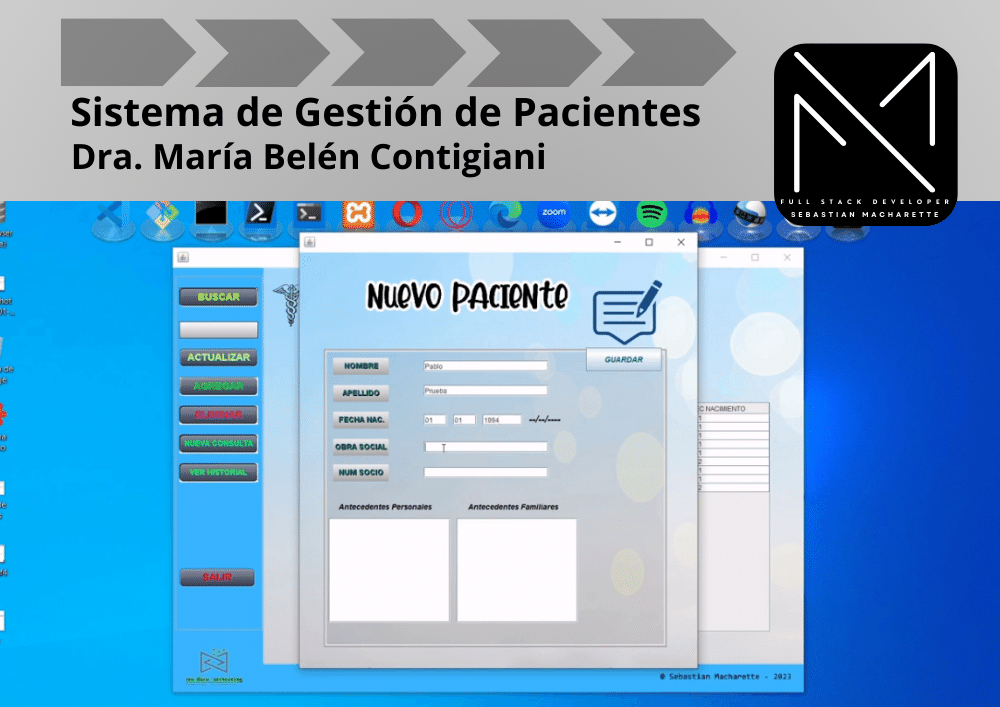 Sistema de Gestión de Pacientes
Dra. María Belén Contigiani
FULL STACK DEVELOPER
SEBASTIAN MACHARETTE
zoom
NUEVO PACIENTE
BUSCAR
ACTUALIZAR
AGREGAR
ELIMINAR
NUEVA CONSULTA
VER HISTORIAL
SALIR
GUARDAR
NOMBRE
Pablo
APELLIDO
Prueba
FECHA NAC.
01
01
1994
OBRA SOCIAL
NUM SOCIO
Antecedentes Personales
Antecedentes Familiares
C NACIMIENTO
© Sebastian Macharette - 2023